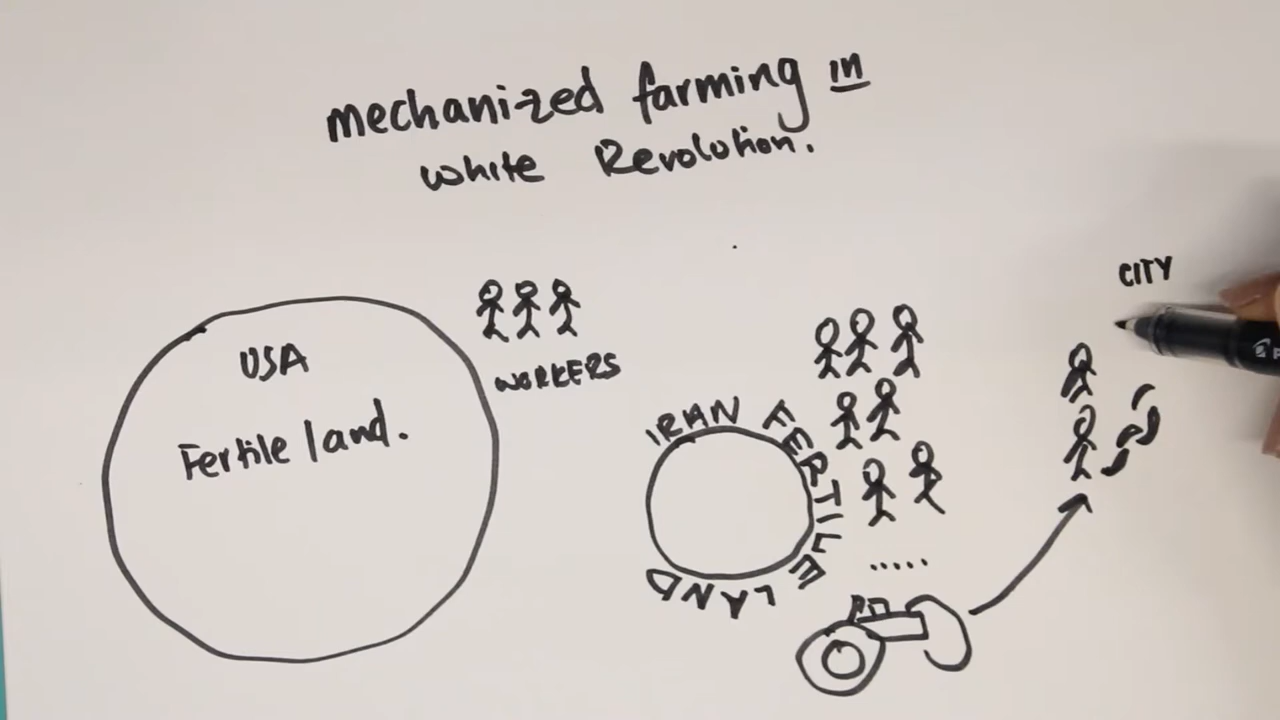 mechanized farming in
white Revolution.
CITY
USA
WORKERS
Fertile land.
IRAN FERTILE LAND
.....